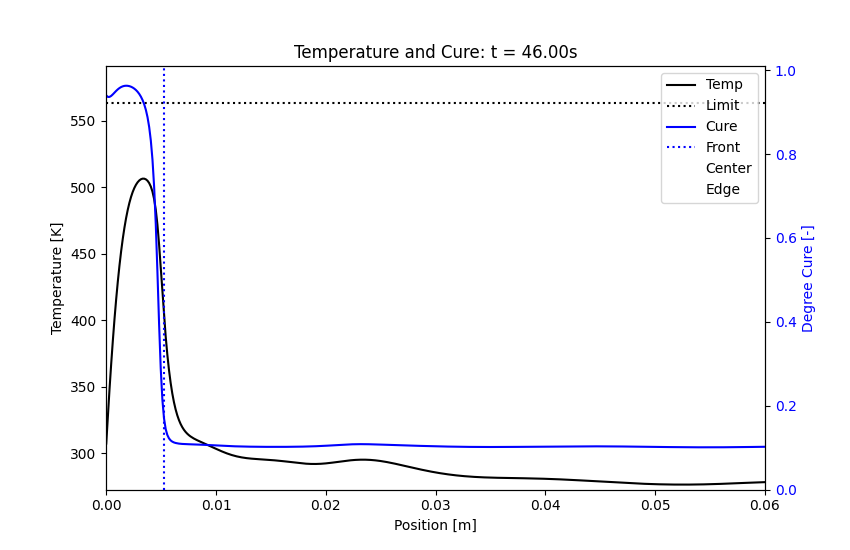 Temperature and Cure: t = 46.00s
Temp
Limit
Cure
Front
Center
Edge
550
500
450
400
350
300
Temperature [K]
1.0
0.8
0.6
0.4
0.2
0.0
Degree Cure [-]
0.00 0.01 0.02 0.03 0.04 0.05 0.06
Position [m]